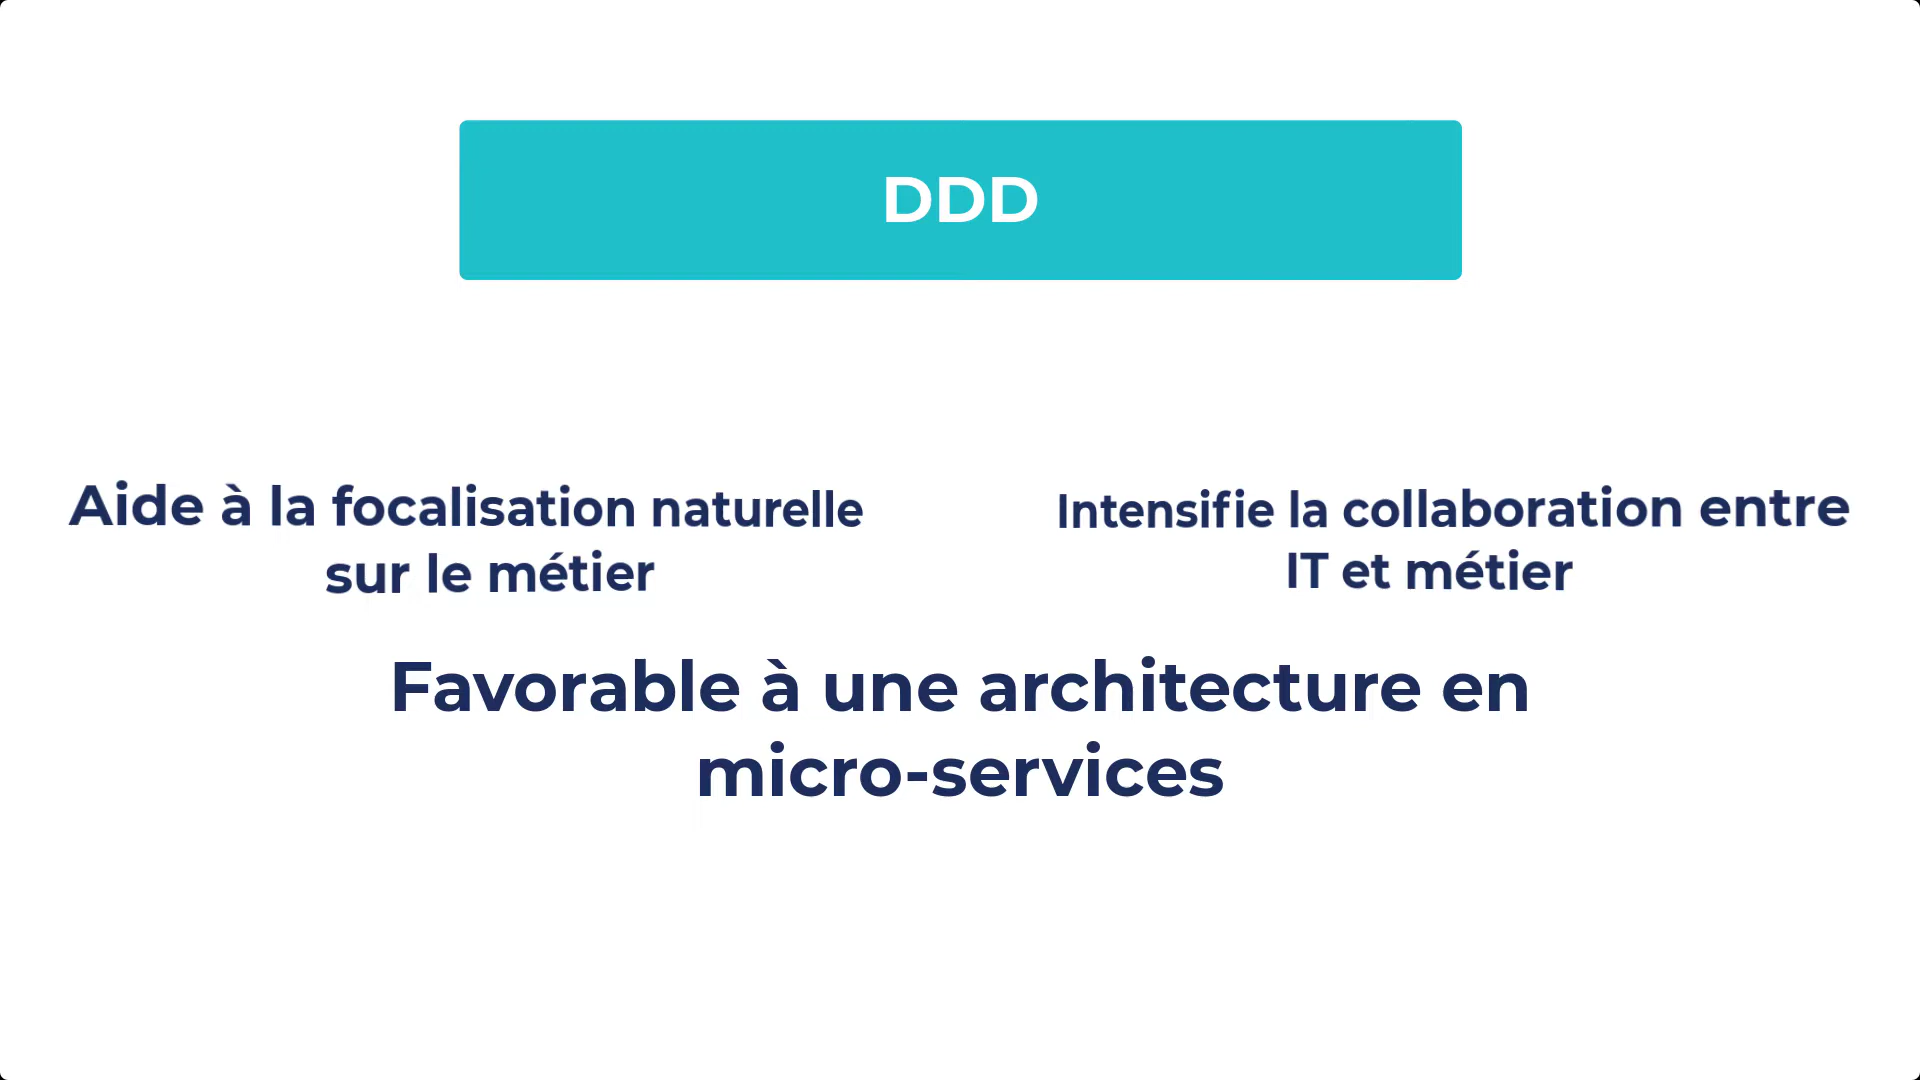 DDD
Aide à la focalisation naturelle
sur le métier
Intensifie la collaboration entre
IT et métier
Favorable à une architecture en
micro-services